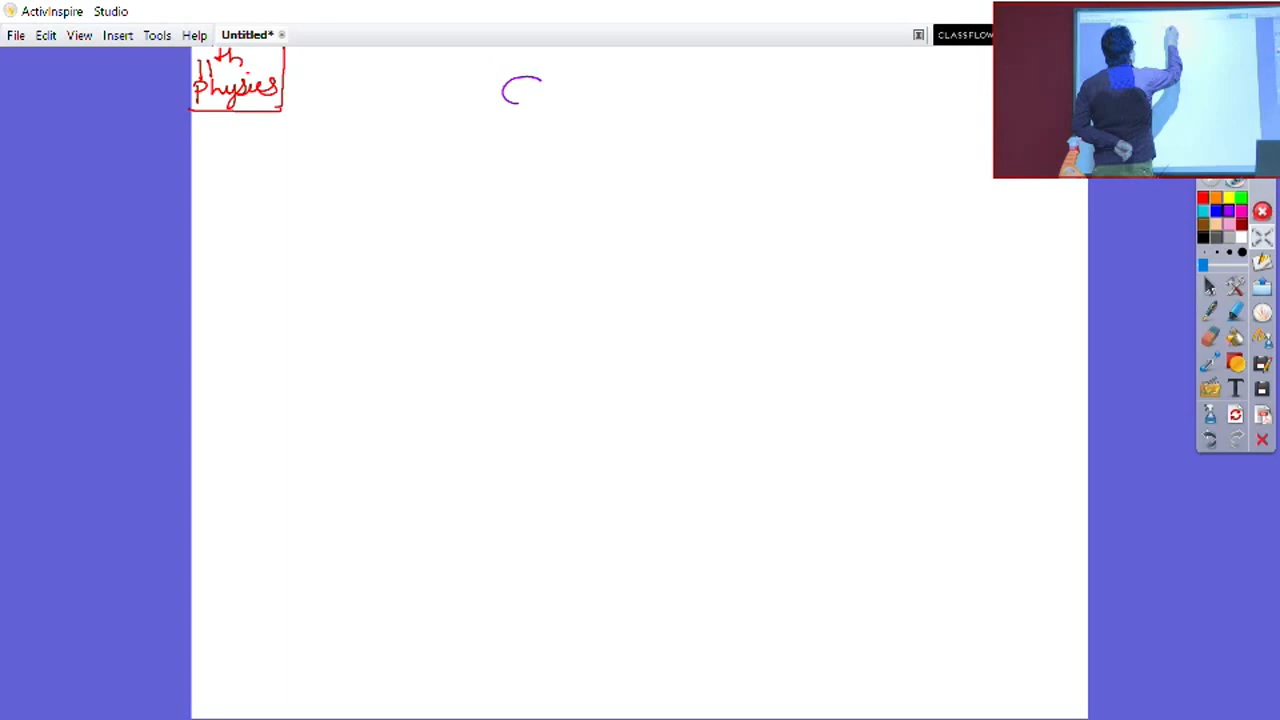 ActivInspire Studio
File Edit View Insert Tools Help Untitled*
CLASSFLOW
11th
physics
C
T